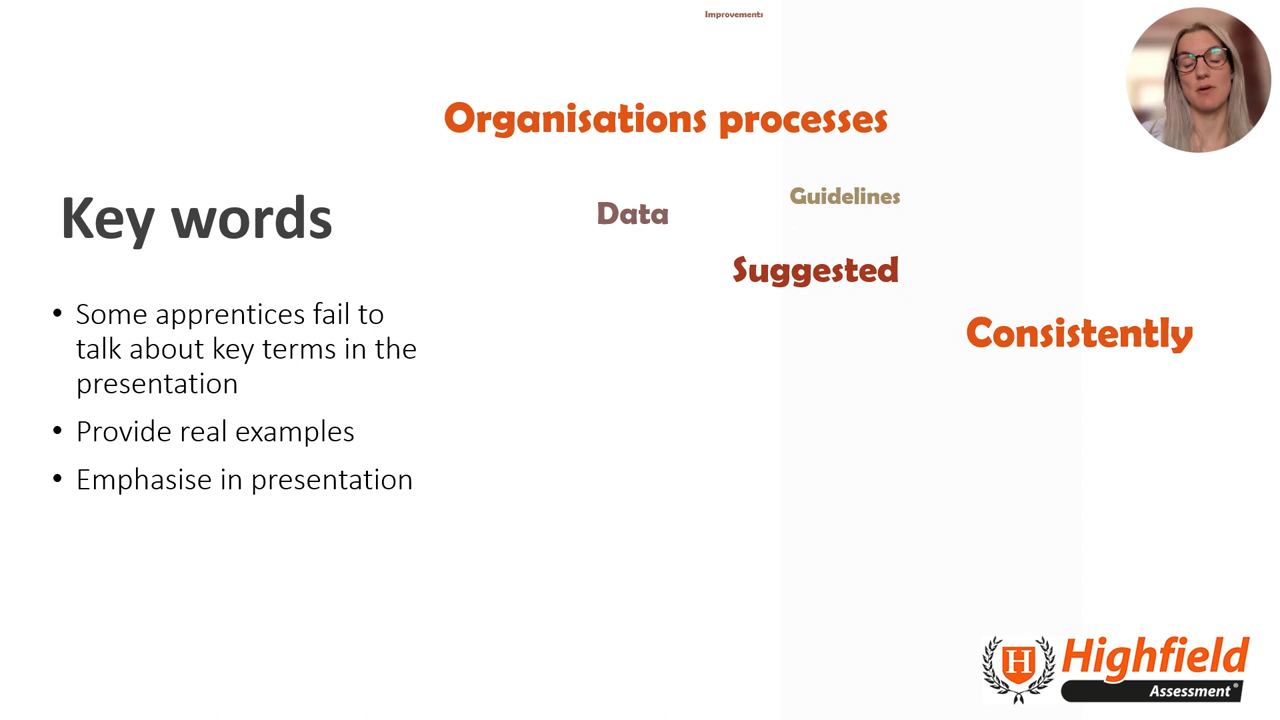 Improvements
Organisations processes
Guidelines
Data
Key words
Suggested
Consistently
• Some apprentices fail to
talk about key terms in the
presentation
• Provide real examples
• Emphasise in presentation
H
Highfield
Assessment®